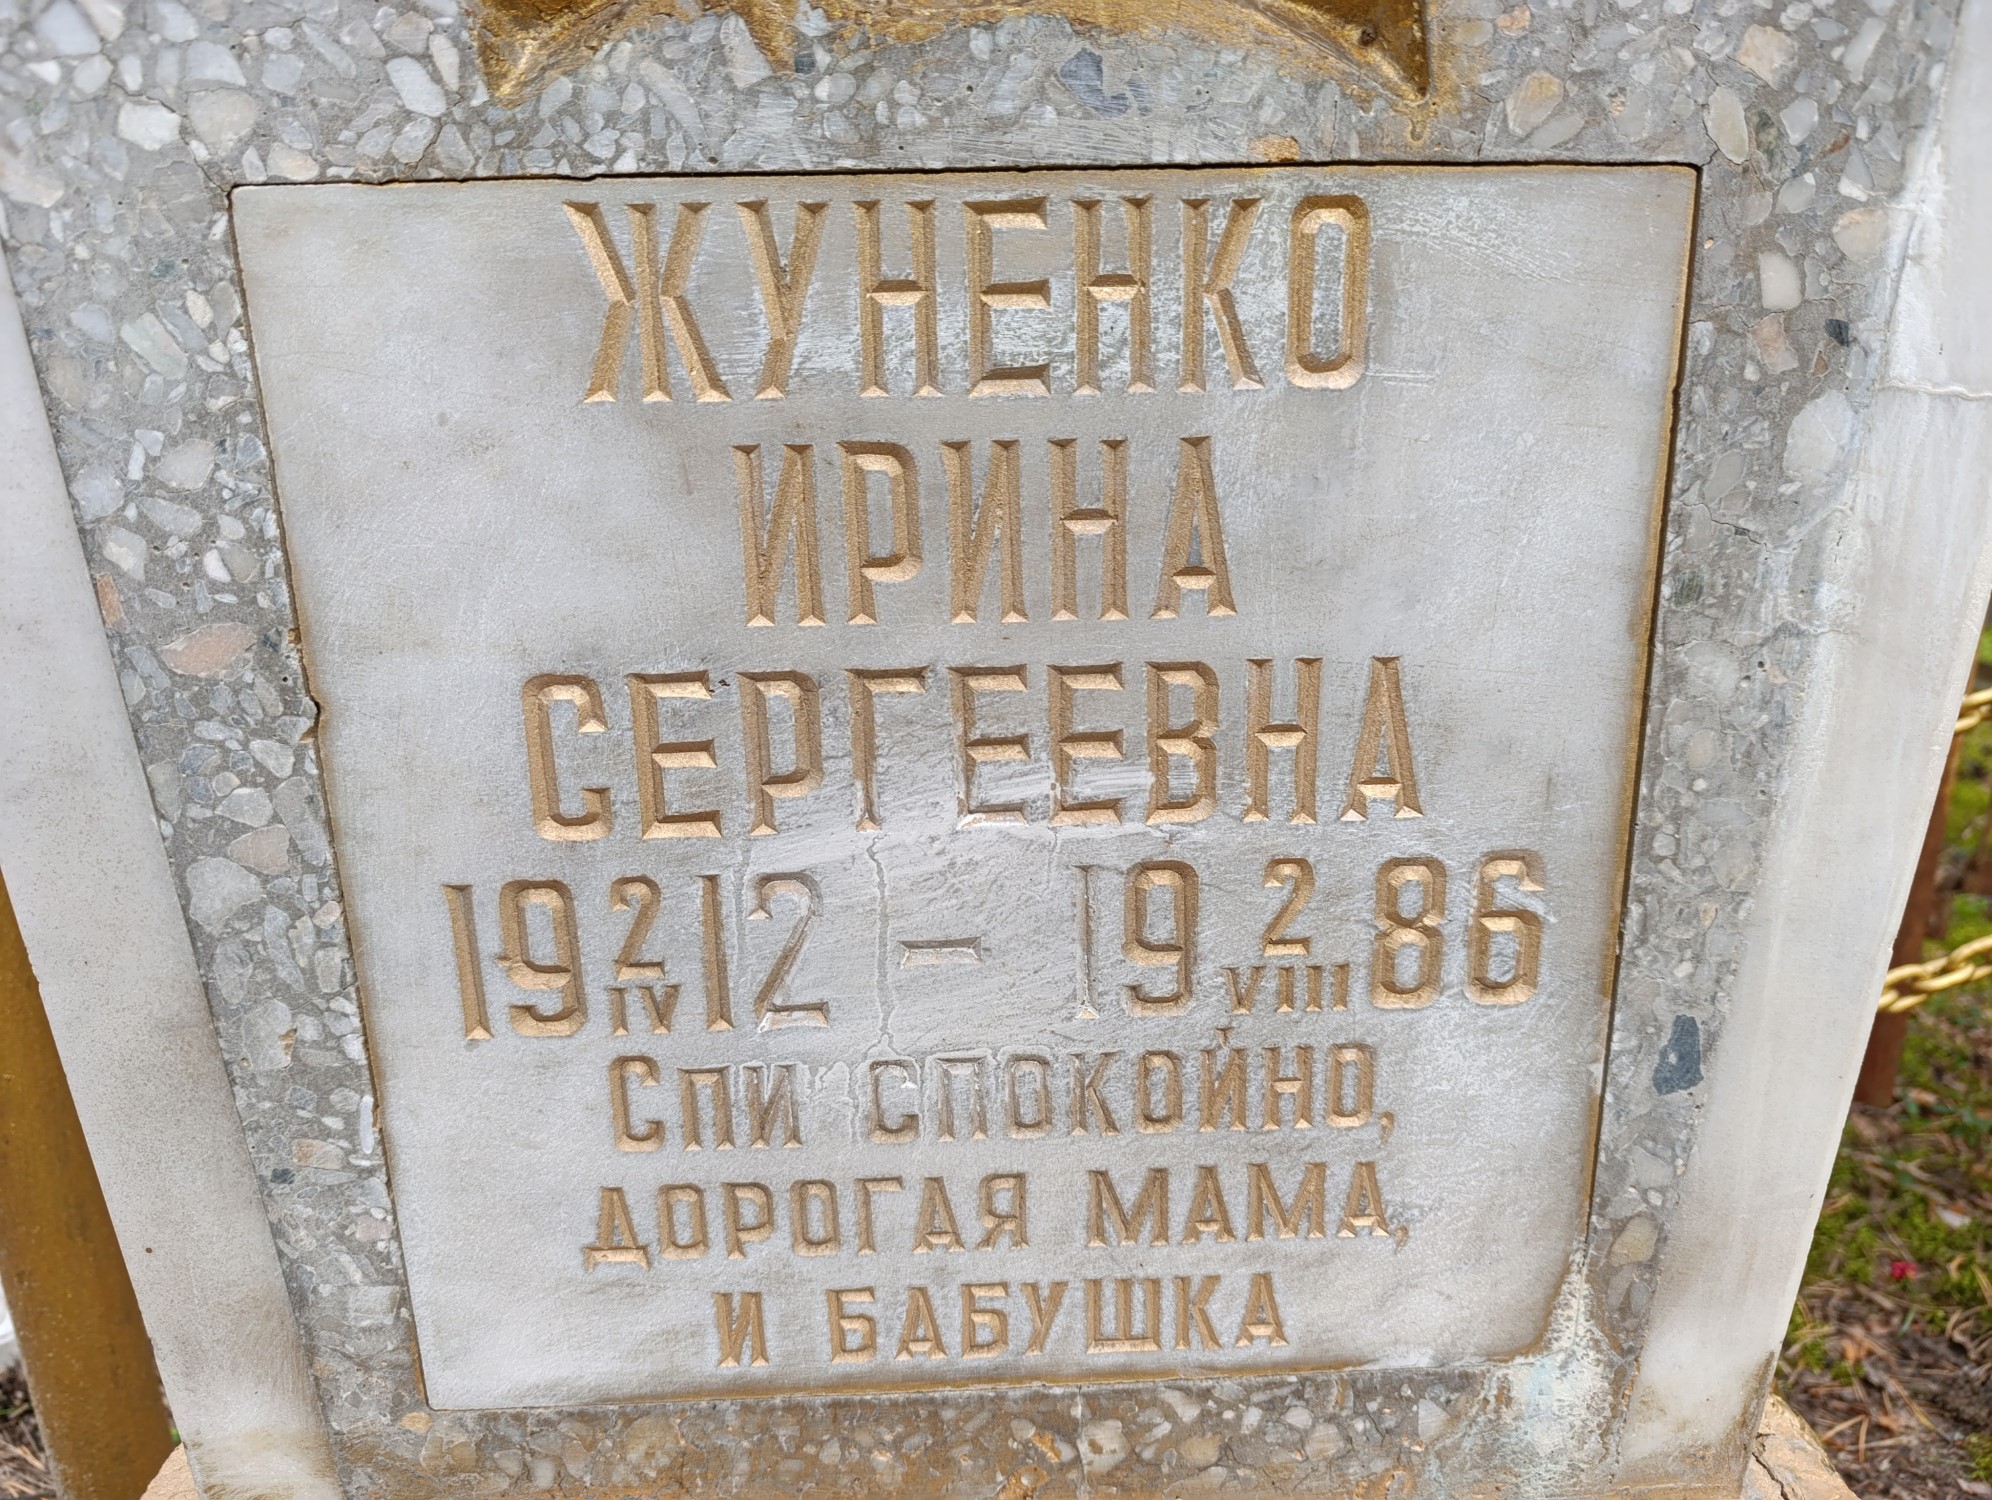 ЖУНЕНКО
ИРИНА
СЕРГЕЕВНА
19 2/IV 12 - 19 2/VIII 86
Спи спокойно,
дорогая мама,
и бабушка